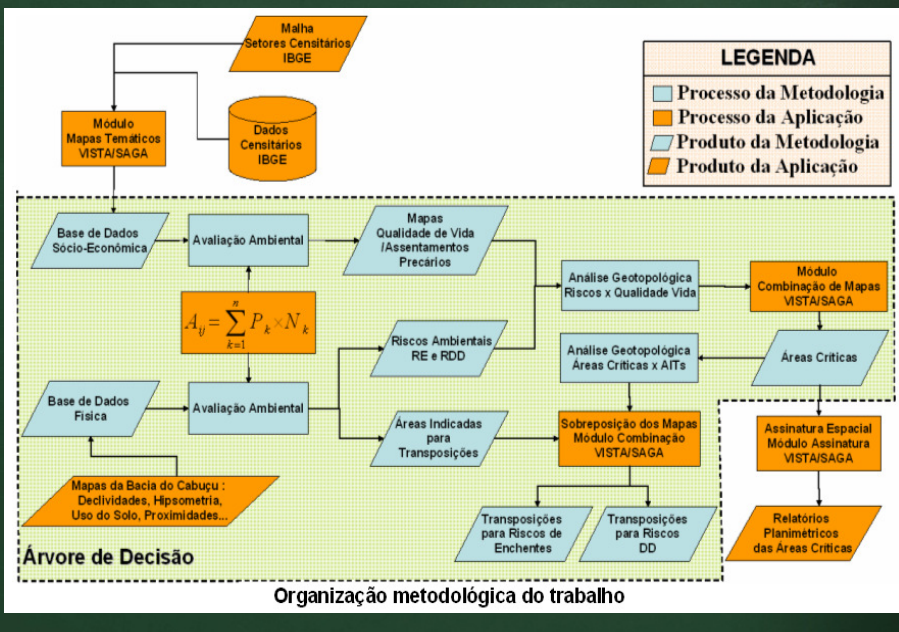 Malha
Setores Censitários
IBGE
LEGENDA
Processo da Metodologia
Processo da Aplicação
Produto da Metodologia
Produto da Aplicação
Módulo
Mapas Temáticos
VISTA/SAGA
Dados
Censitários
IBGE
Base de Dados
Sócio-Económica
Avaliação Ambiental
Mapas
Qualidade de Vida
/Assentamentos
Precários
Análise Geotopológica
Riscos x Qualidade Vida
Módulo
Combinação de Mapas
VISTA/SAGA
A_{ij} = \sum_{k=1}^{n} P_k × N_k
Riscos Ambientais
RE e RDD
Análise Geotopológica
Áreas Críticas x AITs
Áreas Críticas
Base de Dados
Física
Avaliação Ambiental
Áreas Indicadas
para
Transposições
Sobreposição dos Mapas
Módulo Combinação
VISTA/SAGA
Assinatura Espacial
Módulo Assinatura
VISTA/SAGA
Mapas da Bacia do Cabuçu :
Declividades, Hipsometria,
Uso do Solo, Proximidades...
Transposições
para Riscos de
Enchentes
Transposições
para Riscos
DD
Relatórios
Planimétricos
das Áreas Críticas
Árvore de Decisão
Organização metodológica do trabalho